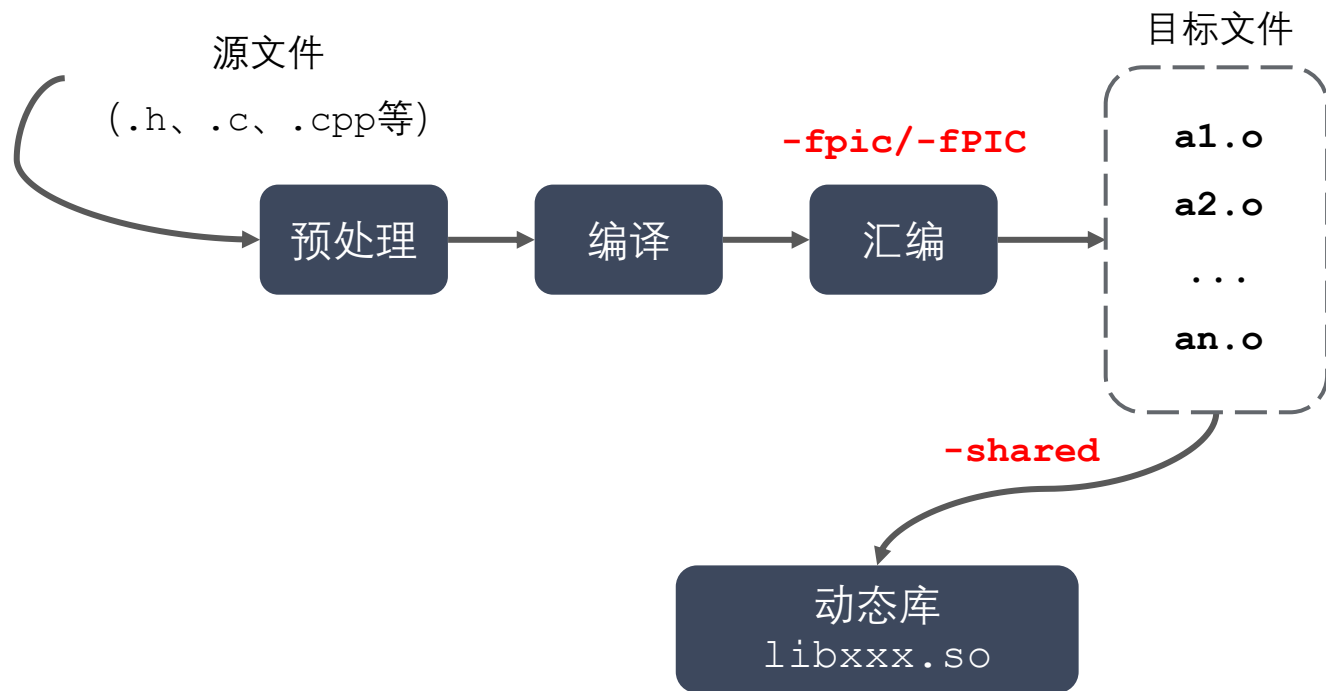 源文件
(.h、.c、.cpp等)
预处理
编译
-fpic/-fPIC
汇编
目标文件
a1.o
a2.o
...
an.o
-shared
动态库
libxxx.so